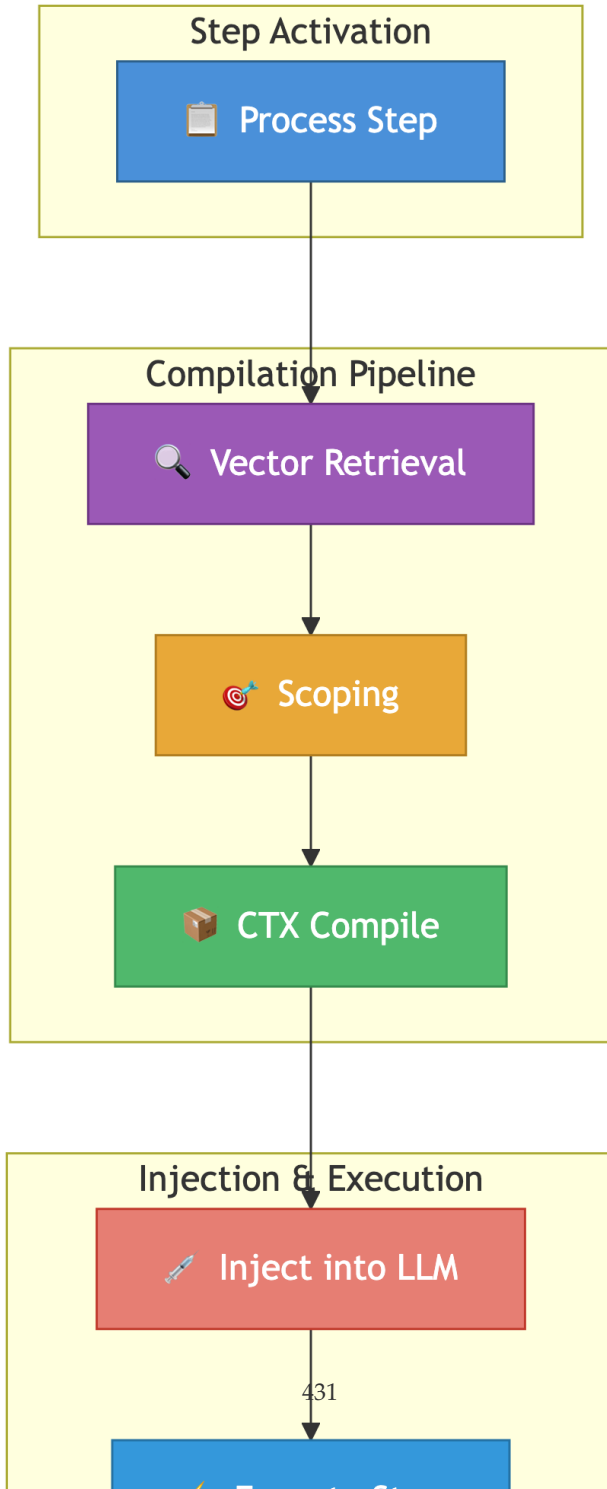 Step Activation
Process Step
Compilation Pipeline
Vector Retrieval
Scoping
CTX Compile
Injection & Execution
Inject into LLM
431